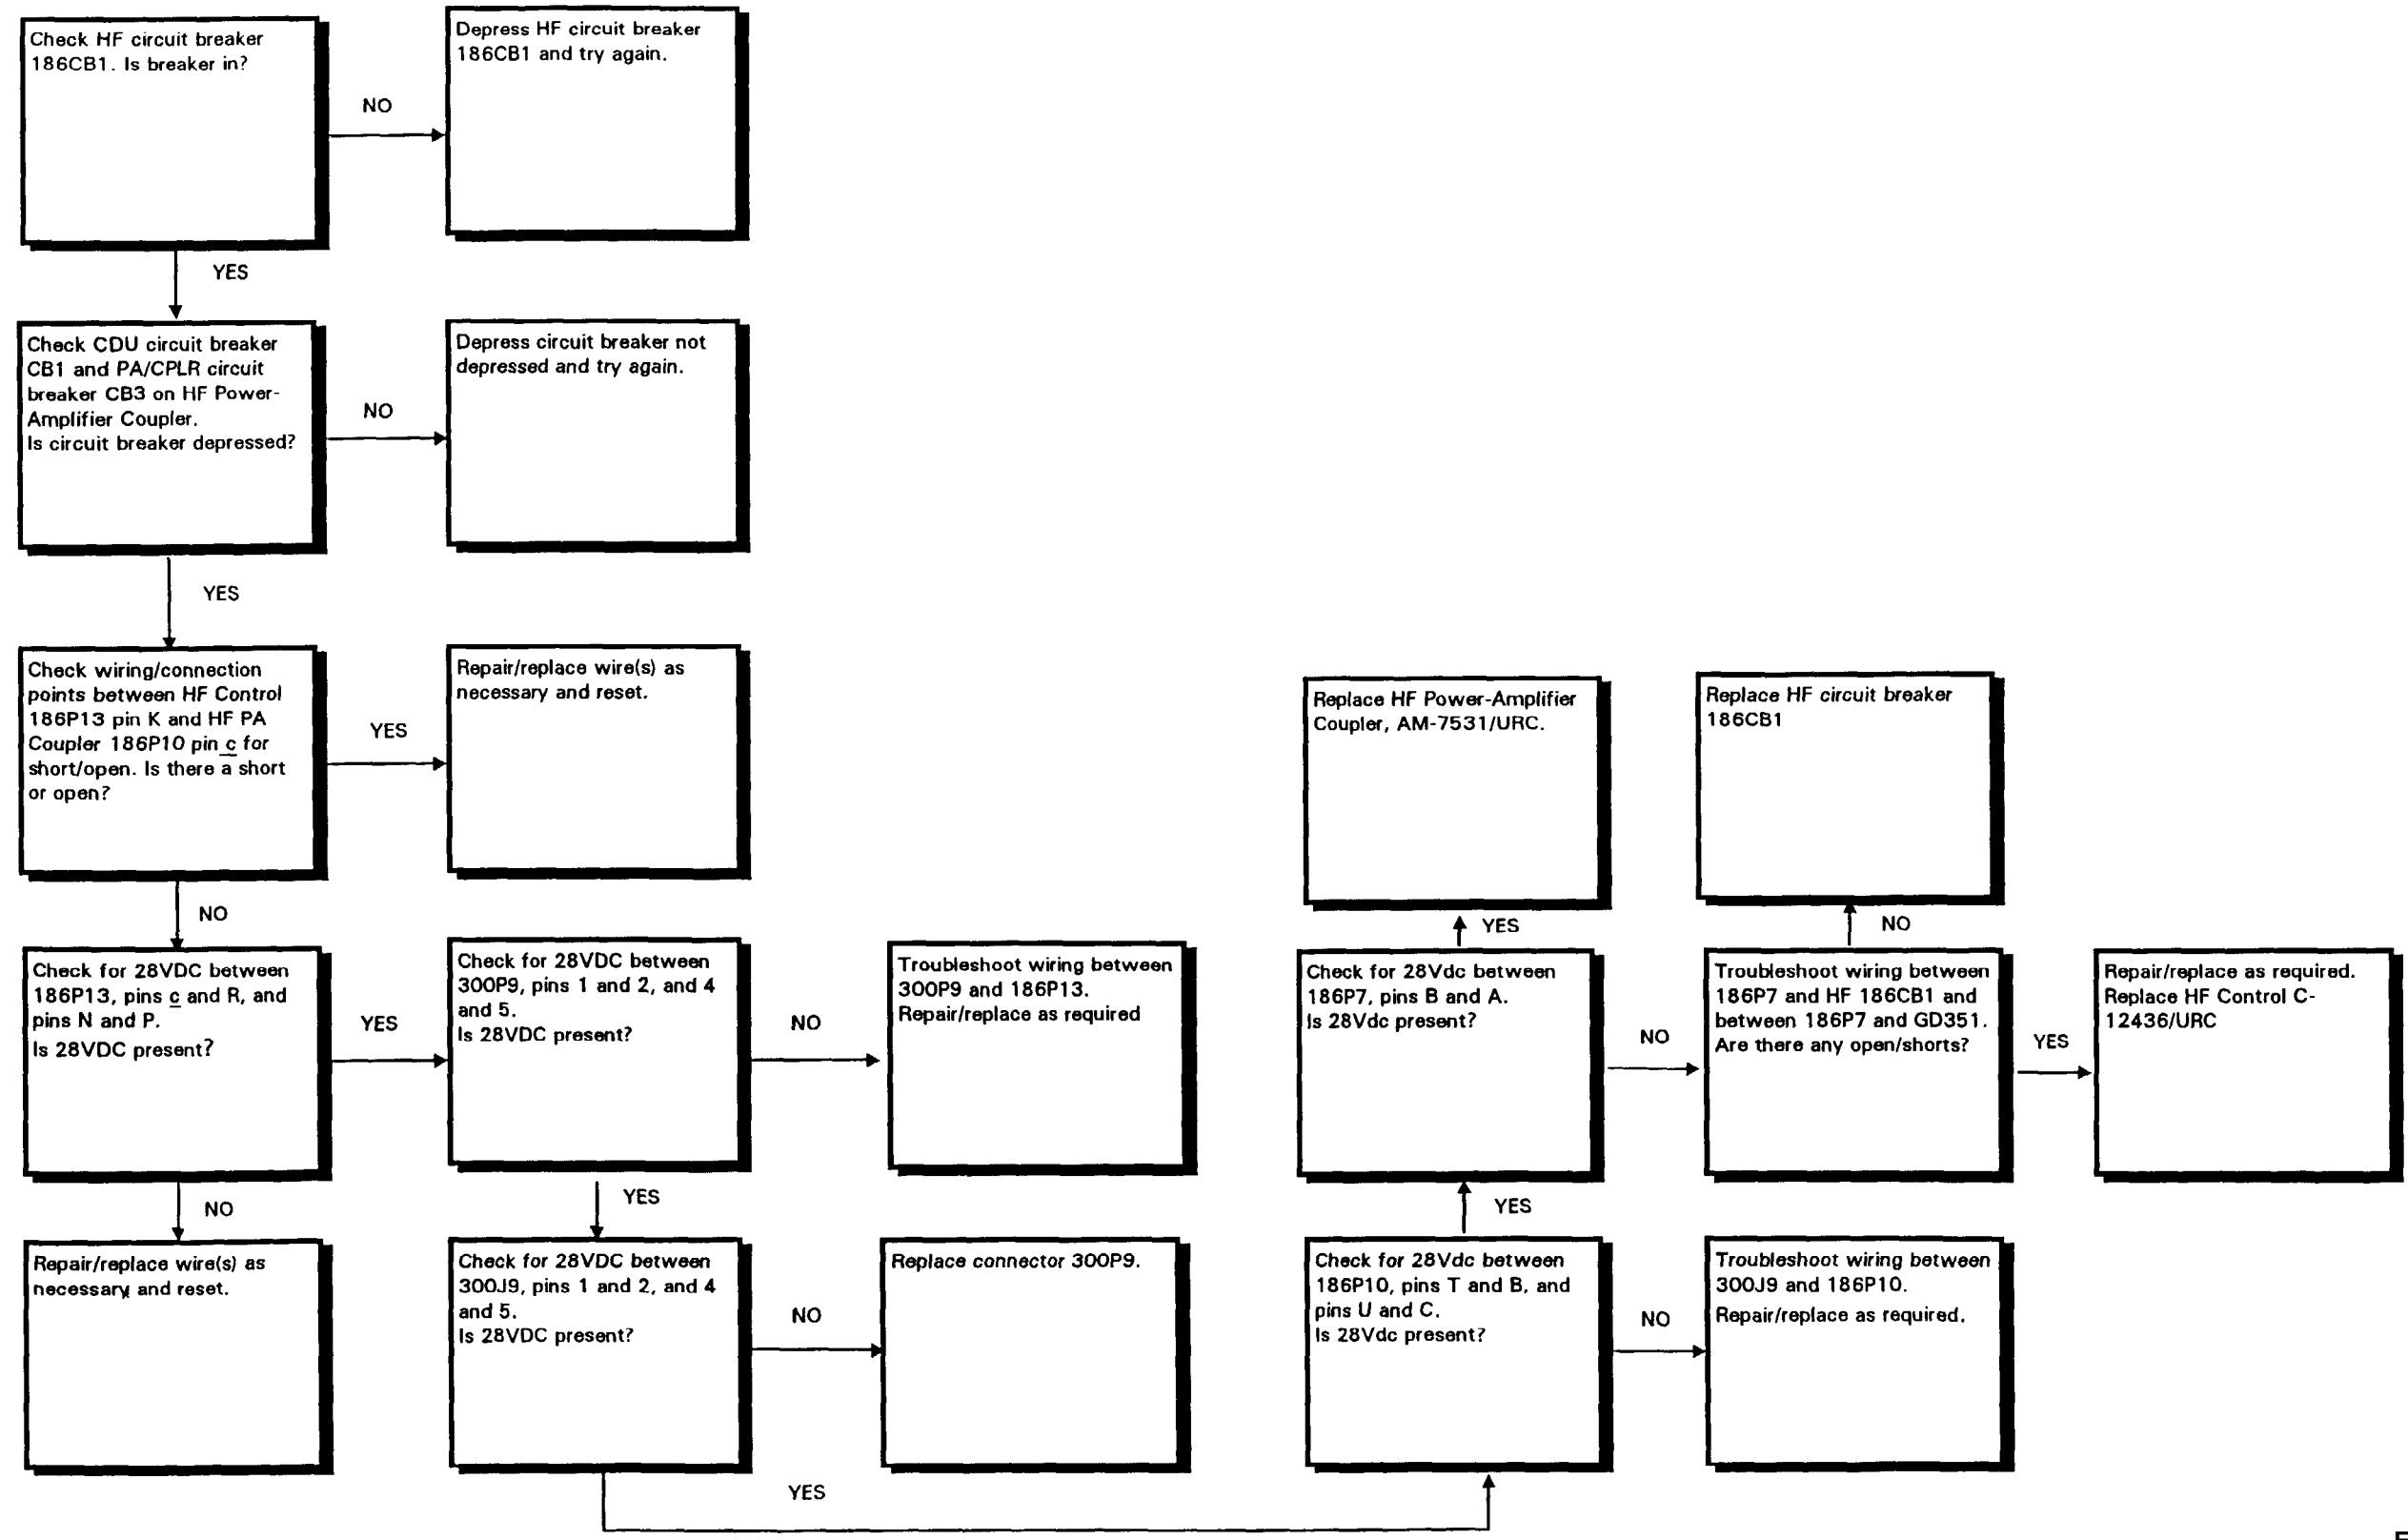 Check HF circuit breaker
186CB1. Is breaker in?
NO
Depress HF circuit breaker
186CB1 and try again.
YES
Check CDU circuit breaker
CB1 and PA/CPLR circuit
breaker CB3 on HF Power-
Amplifier Coupler.
Is circuit breaker depressed?
NO
Depress circuit breaker not
depressed and try again.
YES
Check wiring/connection
points between HF Control
186P13 pin K and HF PA
Coupler 186P10 pin c for
short/open. Is there a short
or open?
YES
Repair/replace wire(s) as
necessary and reset.
NO
Check for 28VDC between
186P13, pins c and R, and
pins N and P.
Is 28VDC present?
YES
Check for 28VDC between
300P9, pins 1 and 2, and 4
and 5.
Is 28VDC present?
NO
Troubleshoot wiring between
300P9 and 186P13.
Repair/replace as required
NO
Repair/replace wire(s) as
necessary and reset.
YES
Check for 28VDC between
300J9, pins 1 and 2, and 4
and 5.
Is 28VDC present?
NO
Replace connector 300P9.
YES
Check for 28Vdc between
186P10, pins T and B, and
pins U and C.
Is 28Vdc present?
NO
Troubleshoot wiring between
300J9 and 186P10.
Repair/replace as required.
YES
Check for 28Vdc between
186P7, pins B and A.
Is 28Vdc present?
YES
Replace HF Power-Amplifier
Coupler, AM-7531/URC.
NO
Troubleshoot wiring between
186P7 and HF 186CB1 and
between 186P7 and GD351.
Are there any open/shorts?
NO
Replace HF circuit breaker
186CB1
YES
Repair/replace as required.
Replace HF Control C-
12436/URC